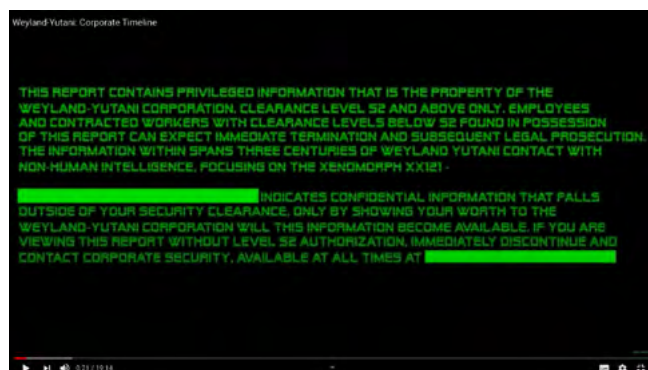 Weyland-Yutani: Corporate Timeline
THIS REPORT CONTAINS PRIVILEGED INFORMATION THAT IS THE PROPERTY OF THE
WEYLAND-YUTANI CORPORATION. CLEARANCE LEVEL 52 AND ABOVE ONLY. EMPLOYEES
AND CONTRACTED WORKERS WITH CLEARANCE LEVELS BELOW 52 FOUND IN POSSESSION
OF THIS REPORT CAN EXPECT IMMEDIATE TERMINATION AND SUBSEQUENT LEGAL PROSECUTION.
THE INFORMATION WITHIN SPANS THREE CENTURIES OF WEYLAND YUTANI CONTACT WITH
NON-HUMAN INTELLIGENCE, FOCUSING ON THE XENOMORPH XX121 -
INDICATES CONFIDENTIAL INFORMATION THAT FALLS
OUTSIDE OF YOUR SECURITY CLEARANCE, ONLY BY SHOWING YOUR WORTH TO THE
WEYLAND-YUTANI CORPORATION WILL THIS INFORMATION BECOME AVAILABLE. IF YOU ARE
VIEWING THIS REPORT WITHOUT LEVEL 52 AUTHORIZATION, IMMEDIATELY DISCONTINUE AND
CONTACT CORPORATE SECURITY, AVAILABLE AT ALL TIMES AT